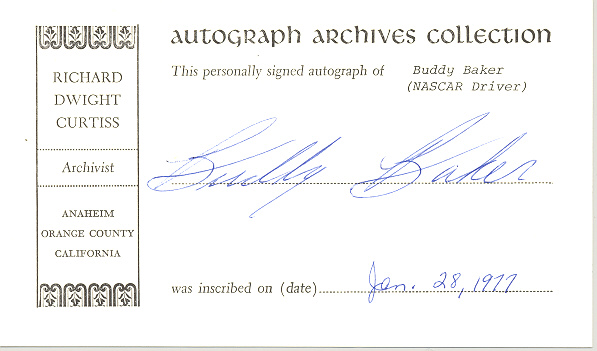 autograph archives collection
RICHARD
DWIGHT
CURTISS
Archivist
ANAHEIM
ORANGE COUNTY
CALIFORNIA
This personally signed autograph of Buddy Baker
(NASCAR Driver)
Buddy Baker
was inscribed on (date) Jan. 28, 1977